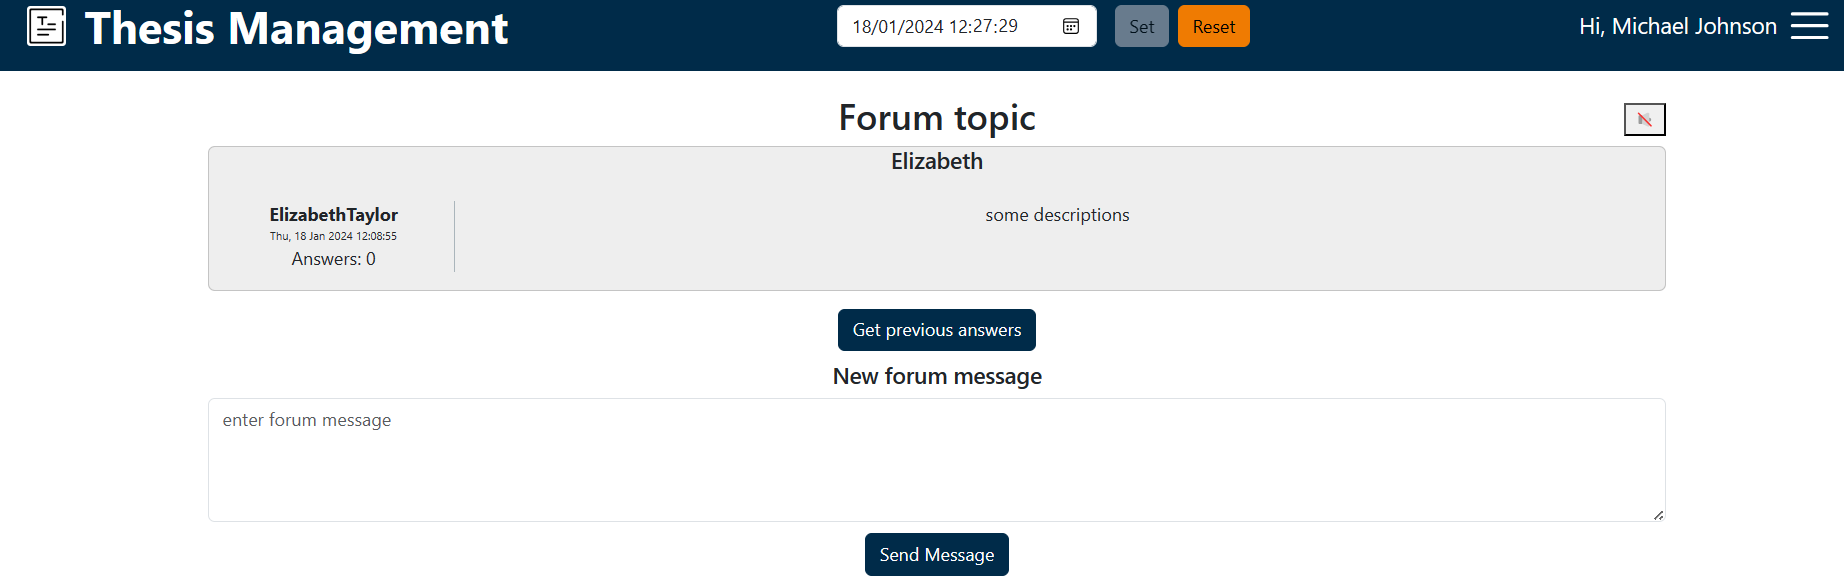 Thesis Management
18/01/2024 12:27:29
Set
Reset
Hi, Michael Johnson
Forum topic
Elizabeth
ElizabethTaylor
Thu, 18 Jan 2024 12:08:55
Answers: 0
some descriptions
Get previous answers
New forum message
enter forum message
Send Message